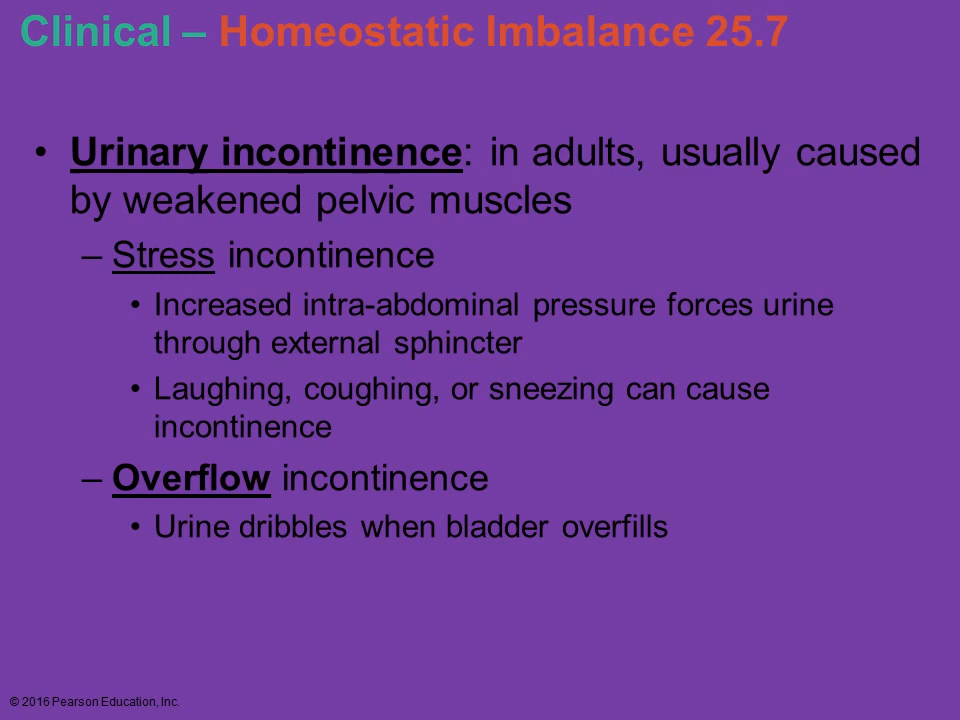 Clinical – Homeostatic Imbalance 25.7
• Urinary incontinence: in adults, usually caused
by weakened pelvic muscles
– Stress incontinence
• Increased intra-abdominal pressure forces urine
through external sphincter
• Laughing, coughing, or sneezing can cause
incontinence
– Overflow incontinence
• Urine dribbles when bladder overfills
© 2016 Pearson Education, Inc.